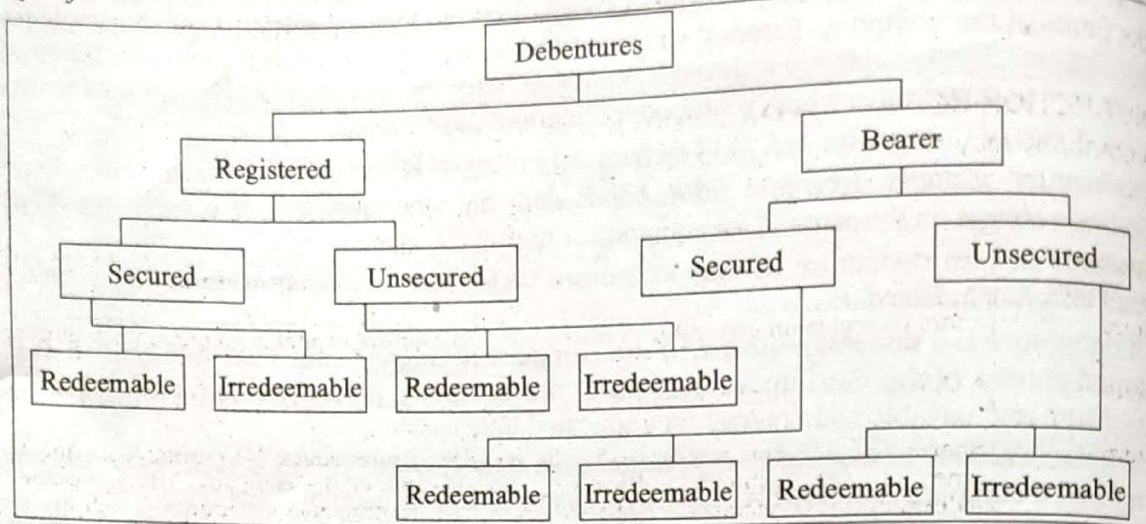 Debentures
Registered
Bearer
Secured
Unsecured
Secured
Unsecured
Redeemable
Irredeemable
Redeemable
Irredeemable
Redeemable
Irredeemable
Redeemable
Irredeemable